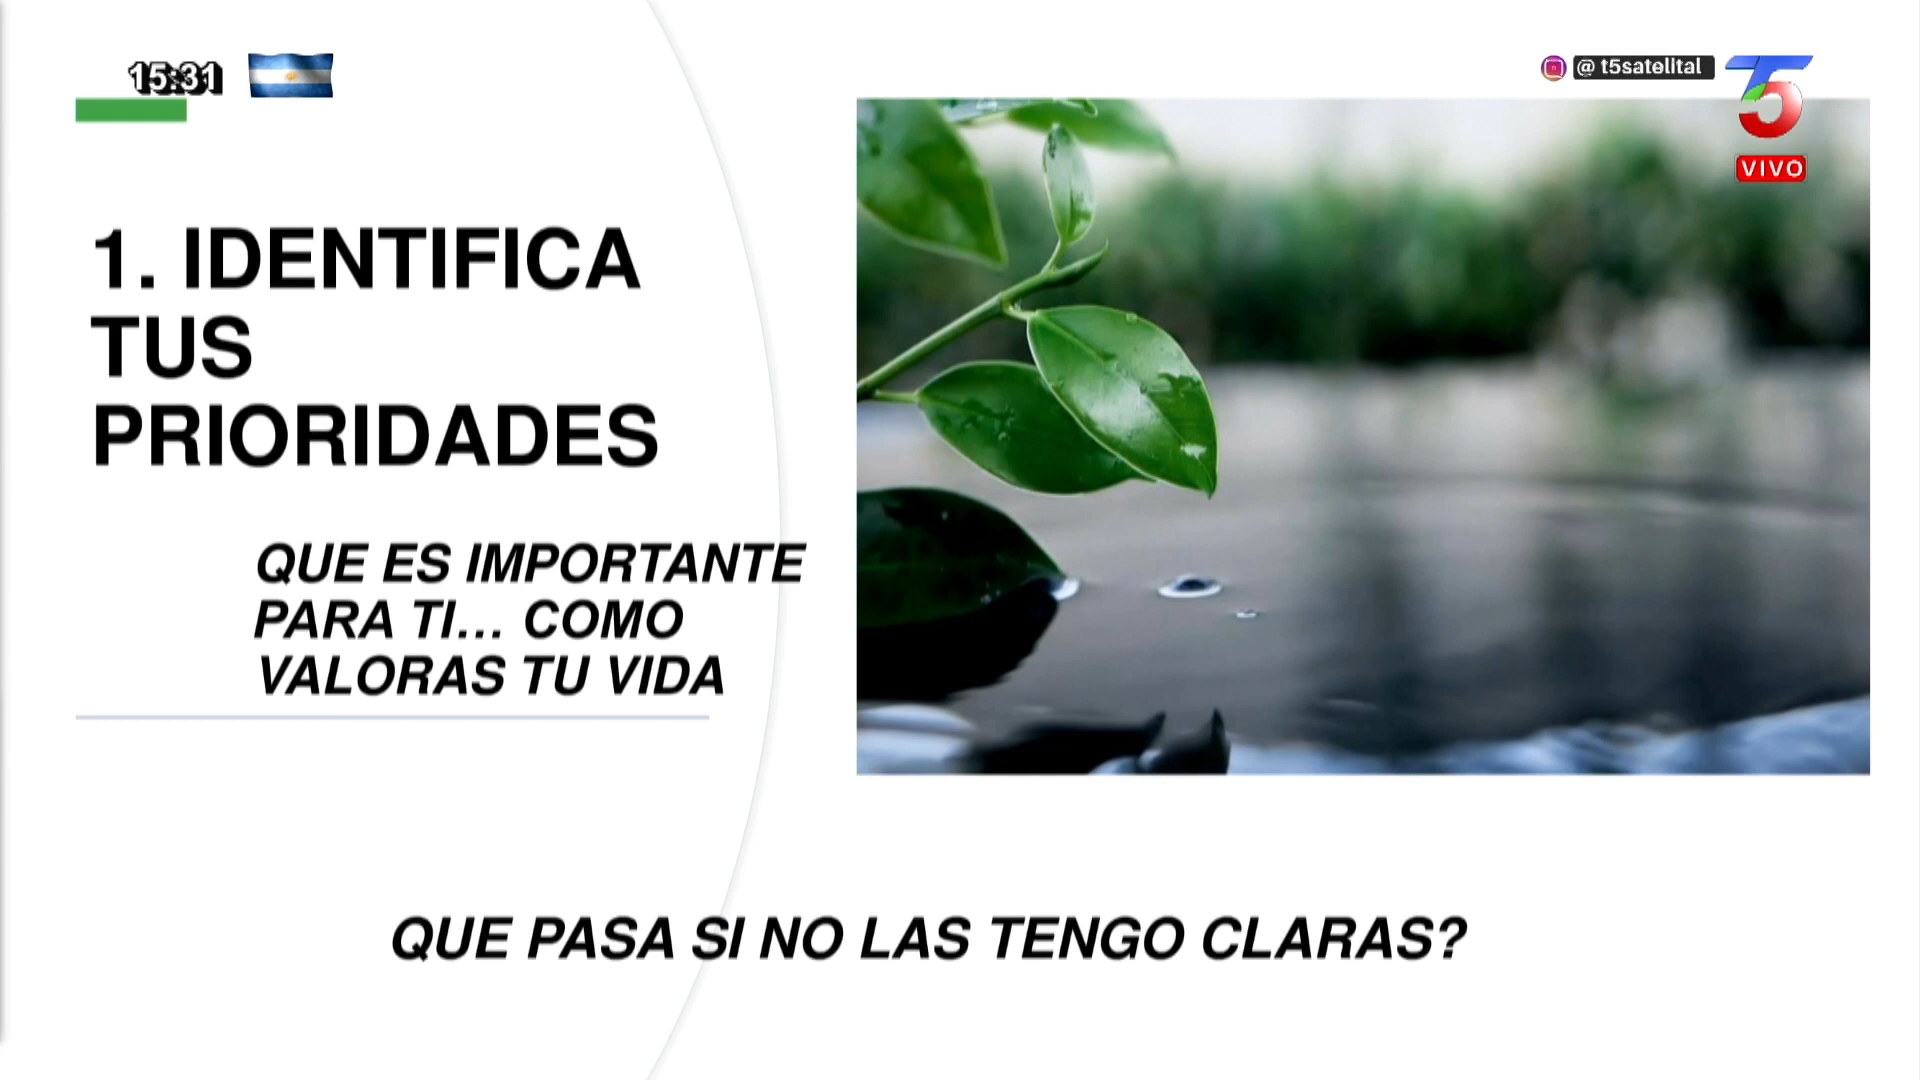 15:31
@ t5satelital
T5
VIVO
1. IDENTIFICA
TUS
PRIORIDADES
QUE ES IMPORTANTE
PARA TI... COMO
VALORAS TU VIDA
QUE PASA SI NO LAS TENGO CLARAS?